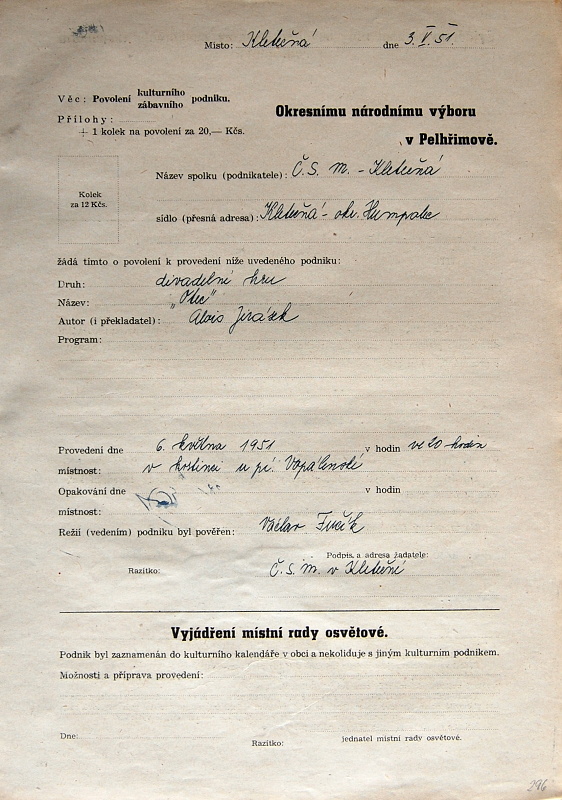 Místo: Kletečná dne 3. V. 51.
Věc: Povolení kulturního zábavního podniku.
Přílohy:
+ 1 kolek na povolení za 20,— Kčs.
Okresnímu národnímu výboru
v Pelhřimově.
Kolek
za 12 Kčs.
Název spolku (podnikatele): Č. S. M. - Kletečná
sídlo (přesná adresa): Kletečná - okr. Humpolec
žádá tímto o povolení k provedení níže uvedeného podniku:
Druh: divadelní hru
Název: „Otec"
Autor (i překladatel): Alois Jirásek
Program:
Provedení dne 6. května 1951 v hodin ve 20 hodin
místnost: v hostinci u pí.
Opakování dne v hodin
místnost:
Režií (vedením) podniku byl pověřen: Václav
Podpis a adresa žadatele:
Razítko: Č. S. M. v Kletečné
Vyjádření místní rady osvětové.
Podnik byl zaznamenán do kulturního kalendáře v obci a nekoliduje s jiným kulturním podnikem.
Možnosti a příprava provedení:
Dne:
Razítko:
jednatel místní rady osvětové.
296